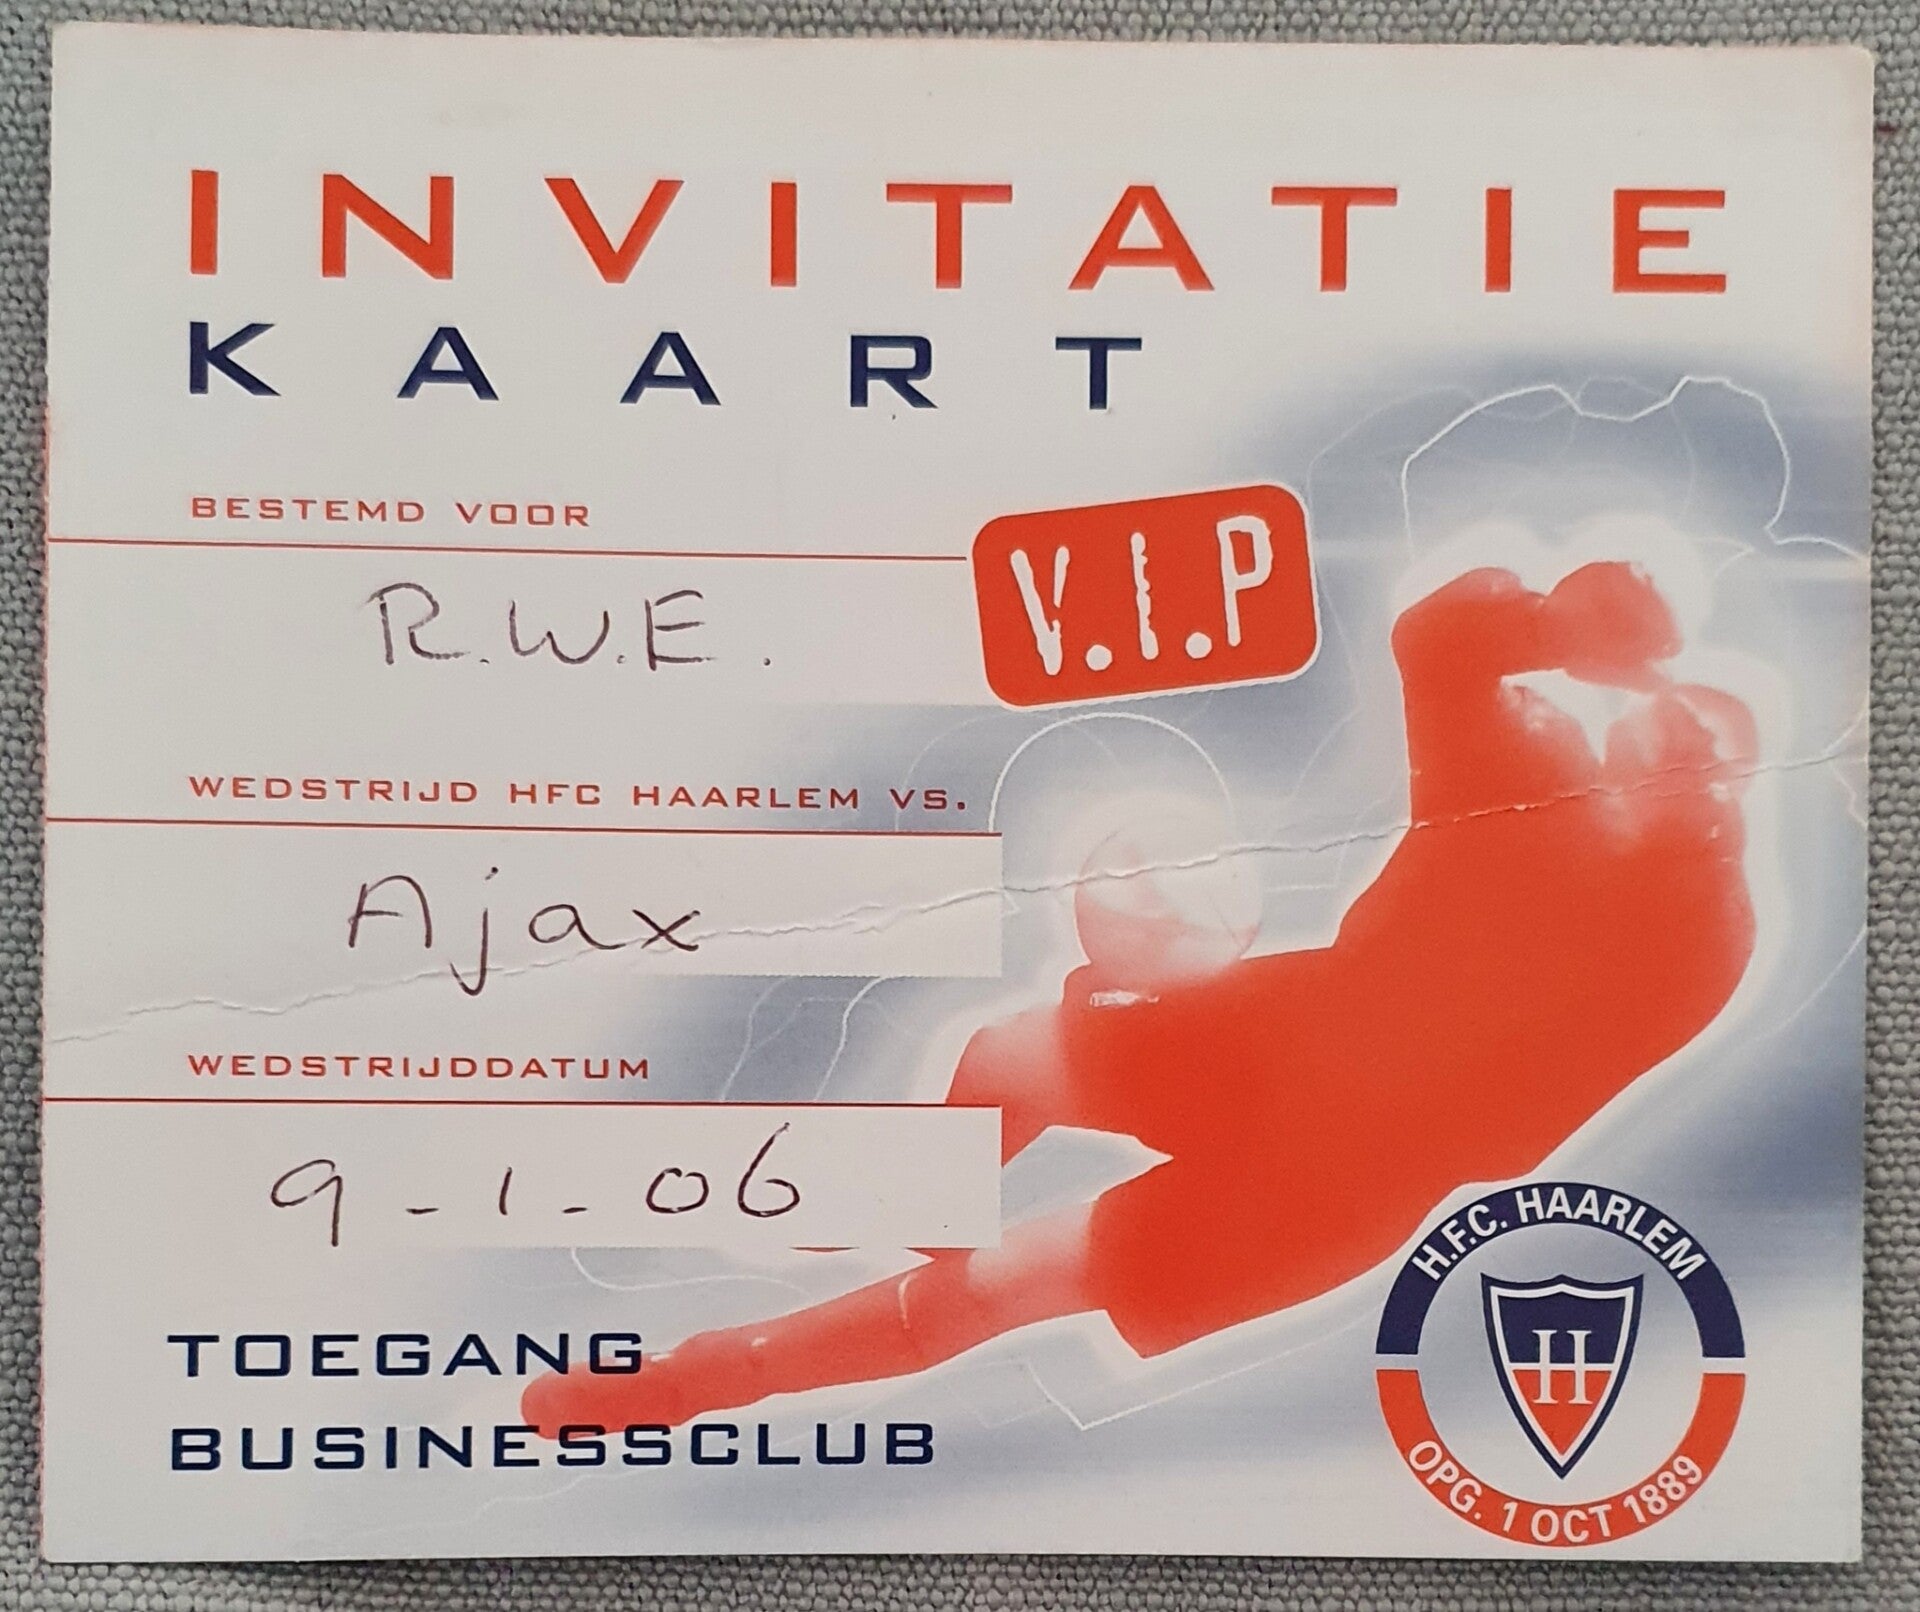 INVITATIE
KAART
BESTEMD VOOR
V.I.P
R.W.E.
WEDSTRIJD HFC HAARLEM VS.
Ajax
WEDSTRIJDDATUM
9-1-06
TOEGANG
BUSINESSCLUB
H.F.C. HAARLEM
H
OPG. 1 OCT 1889